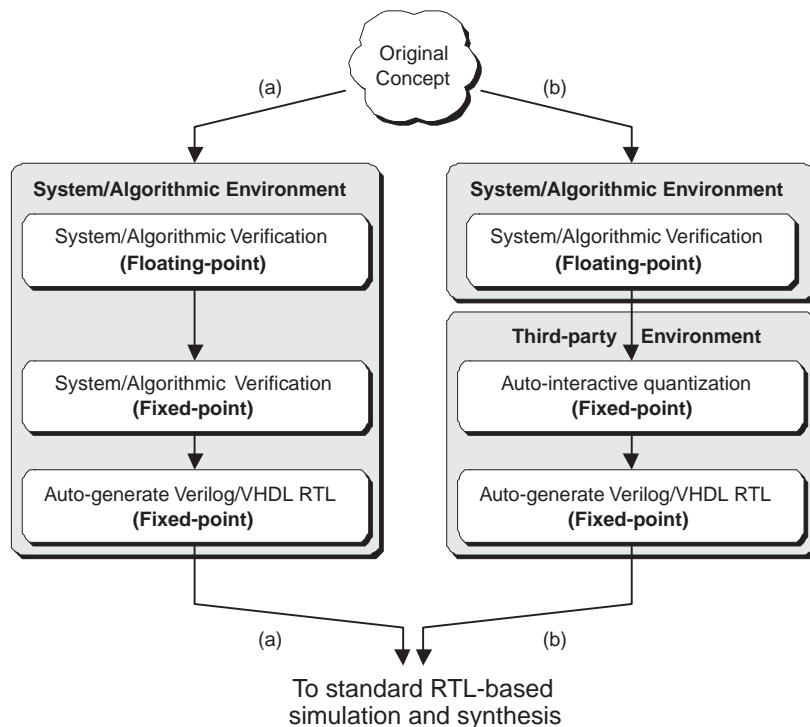 Original
Concept
(a)
(b)
System/Algorithmic Environment
System/Algorithmic Verification
(Floating-point)
System/Algorithmic Verification
(Fixed-point)
Auto-generate Verilog/VHDL RTL
(Fixed-point)
System/Algorithmic Environment
System/Algorithmic Verification
(Floating-point)
Third-party Environment
Auto-interactive quantization
(Fixed-point)
Auto-generate Verilog/VHDL RTL
(Fixed-point)
(a)
(b)
To standard RTL-based
simulation and synthesis